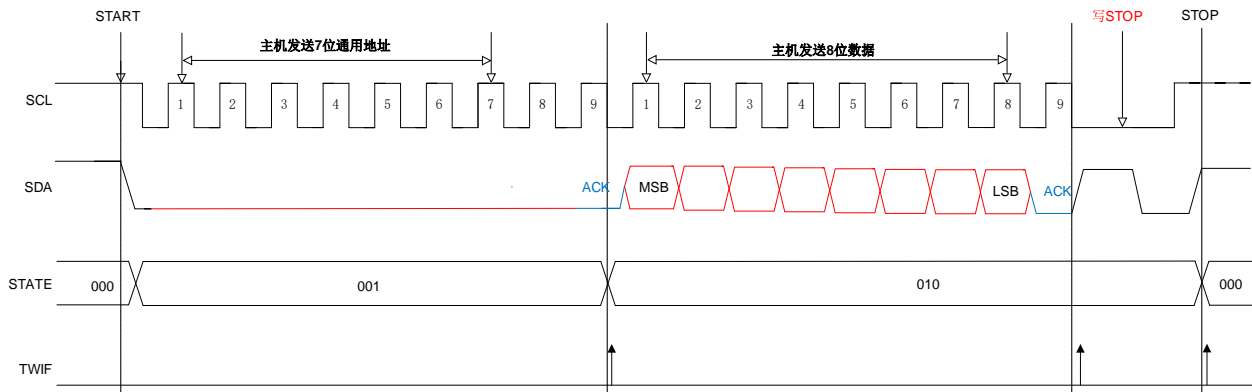 START
写STOP
STOP
主机发送7位通用地址
主机发送8位数据
SCL
1 2 3 4 5 6 7 8 9 1 2 3 4 5 6 7 8 9
SDA
ACK MSB LSB ACK
STATE
000 001 010 000
TWIF